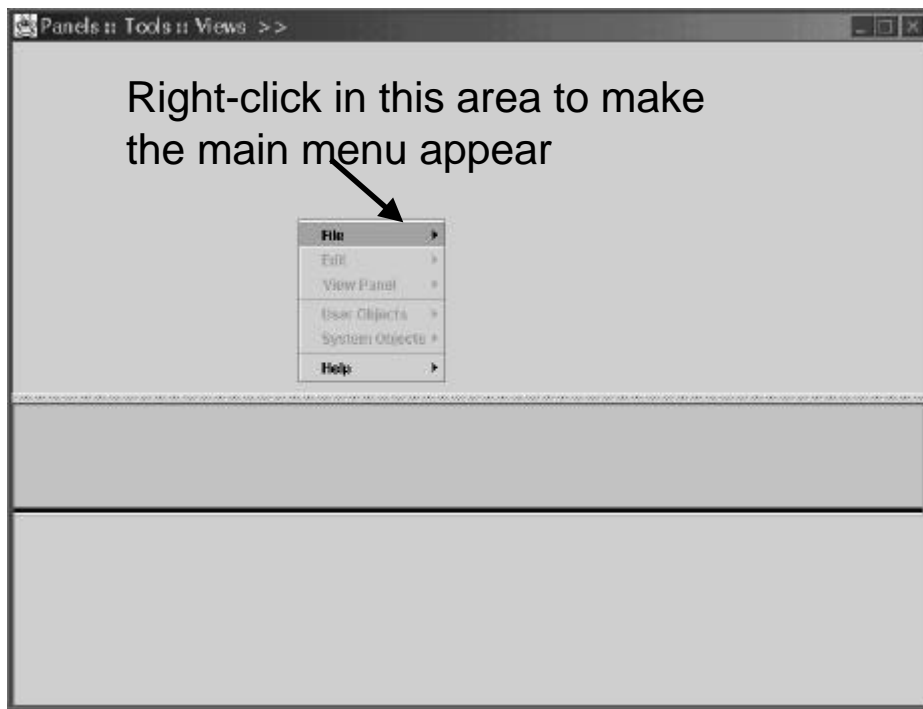 Panels :: Tools :: Views >>
Right-click in this area to make
the main menu appear
File
Edit
View Panel
User Objects
System Objects
Help